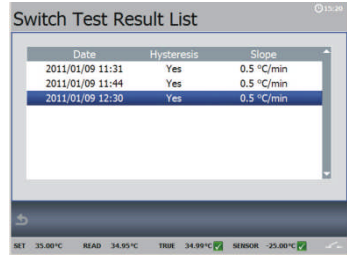 15:20
Switch Test Result List
Date Hysteresis Slope
2011/01/09 11:31 Yes 0.5 °C/min
2011/01/09 11:44 Yes 0.5 °C/min
2011/01/09 12:30 Yes 0.5 °C/min
SET 35.00°C READ 34.95°C TRUE 34.99°C SENSOR -25.00°C